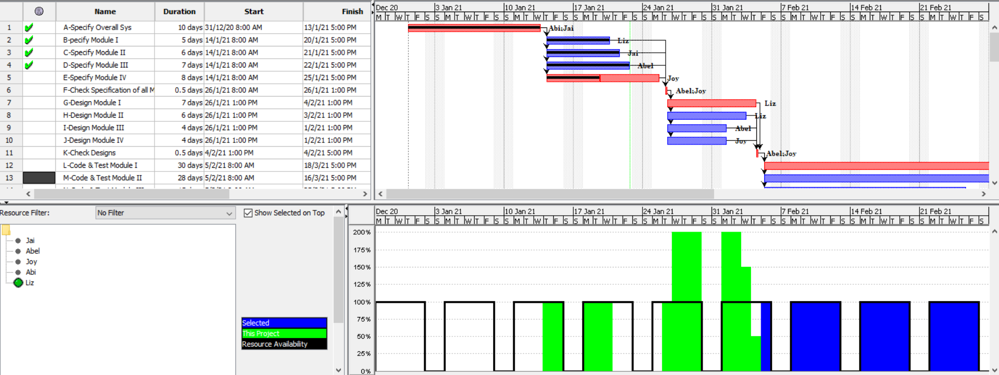 Name Duration Start Finish
1 A-Specify Overall Sys 10 days 31/12/20 8:00 AM 13/1/21 5:00 PM
2 B-pecify Module I 5 days 14/1/21 8:00 AM 20/1/21 5:00 PM
3 C-Specify Module II 6 days 14/1/21 8:00 AM 21/1/21 5:00 PM
4 D-Specify Module III 7 days 14/1/21 8:00 AM 22/1/21 5:00 PM
5 E-Specify Module IV 8 days 14/1/21 8:00 AM 25/1/21 5:00 PM
6 F-Check Specification of all M 0.5 days 26/1/21 8:00 AM 26/1/21 1:00 PM
7 G-Design Module I 7 days 26/1/21 1:00 PM 4/2/21 1:00 PM
8 H-Design Module II 6 days 26/1/21 1:00 PM 3/2/21 1:00 PM
9 I-Design Module III 4 days 26/1/21 1:00 PM 1/2/21 1:00 PM
10 J-Design Module IV 4 days 26/1/21 1:00 PM 1/2/21 1:00 PM
11 K-Check Designs 0.5 days 4/2/21 1:00 PM 4/2/21 5:00 PM
12 L-Code & Test Module I 30 days 5/2/21 8:00 AM 18/3/21 5:00 PM
13 M-Code & Test Module II 28 days 5/2/21 8:00 AM 16/3/21 5:00 PM
Dec 20 3 Jan 21 10 Jan 21 17 Jan 21 24 Jan 21 31 Jan 21 7 Feb 21 14 Feb 21 21 Feb 21
M T W T F S S M T W T F S S M T W T F S S M T W T F S S M T W T F S S M T W T F S S M T W T F S S M T W T F S S M T W T F S
Abi;Jai
Liz
Jai
Abel
Joy
Abel;Joy
Liz
Liz
Abel
Joy
Abel;Joy
Resource Filter: No Filter Show Selected on Top
Jai
Abel
Joy
Abi
Liz
Selected
This Project
Resource Availability
Dec 20 3 Jan 21 10 Jan 21 17 Jan 21 24 Jan 21 31 Jan 21 7 Feb 21 14 Feb 21 21 Feb 21
M T W T F S S M T W T F S S M T W T F S S M T W T F S S M T W T F S S M T W T F S S M T W T F S S M T W T F S S M T W T F S
200%
175%
150%
125%
100%
75%
50%
25%
0%